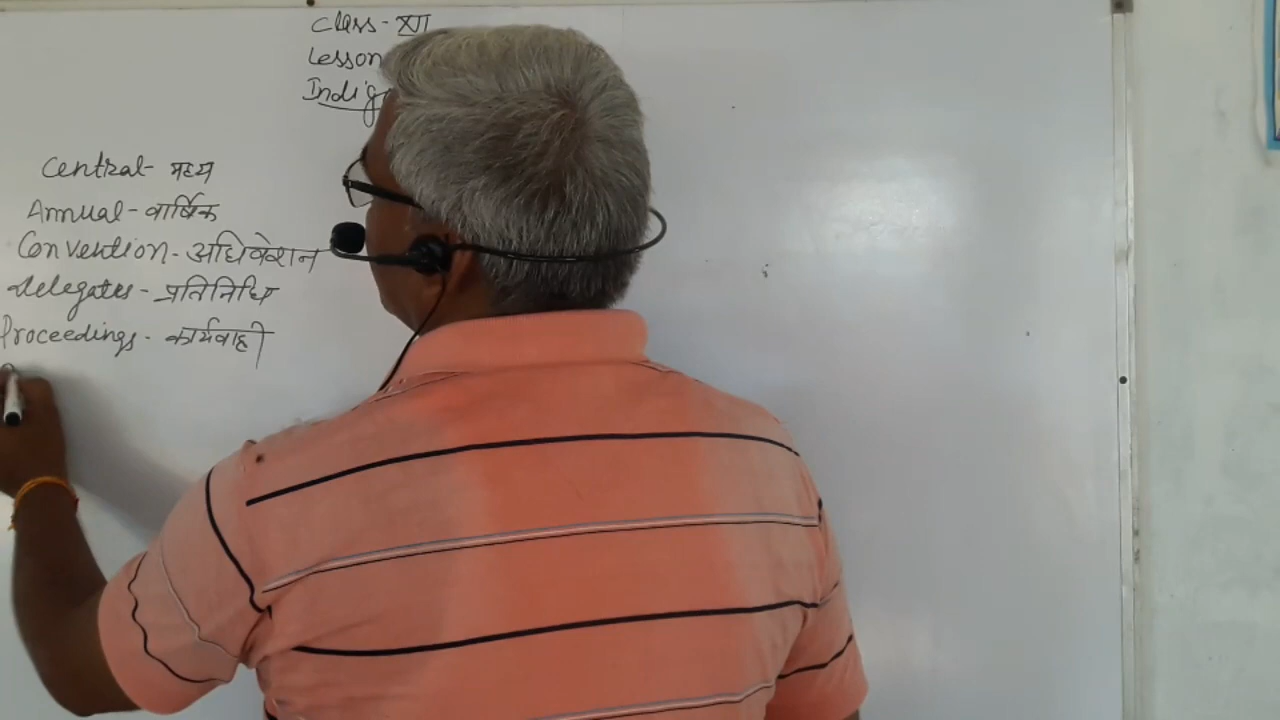 Class - XII
Lesson
Indig
Central - मध्य
Annual - वार्षिक
Convention - अधिवेशन
delegates - प्रतिनिधि
Proceedings - कार्यवाही